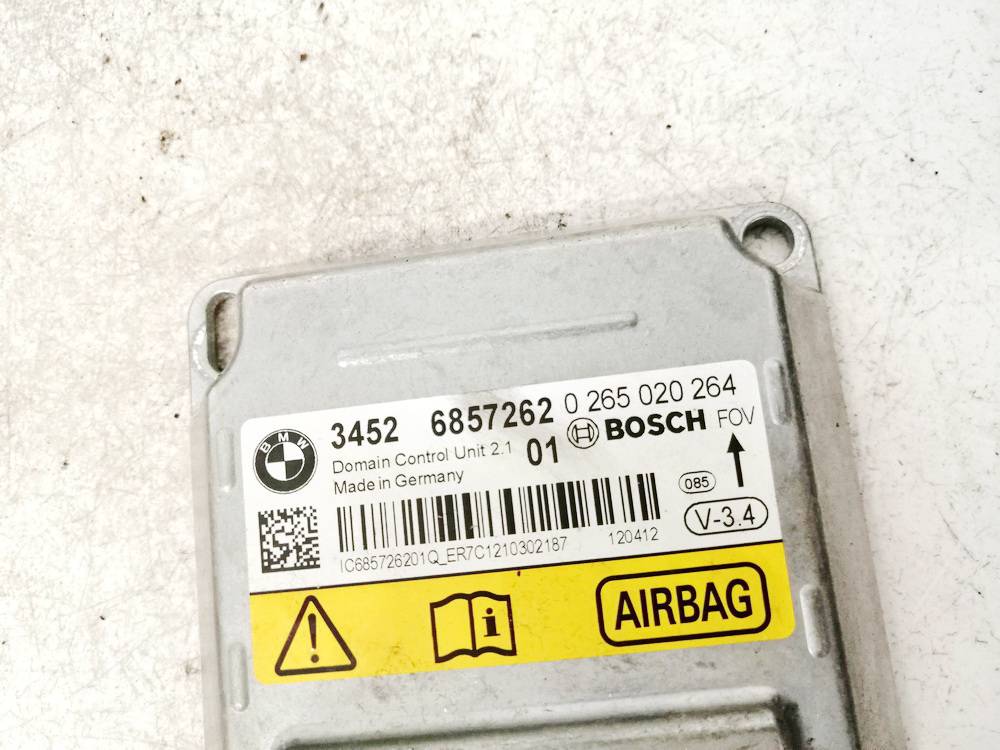 BMW 3452 6857262 0 265 020 264
Domain Control Unit 2.1 01 BOSCH FOV
Made in Germany
085
V-3.4
IC685726201Q_ER7C1210302187 120412
i AIRBAG